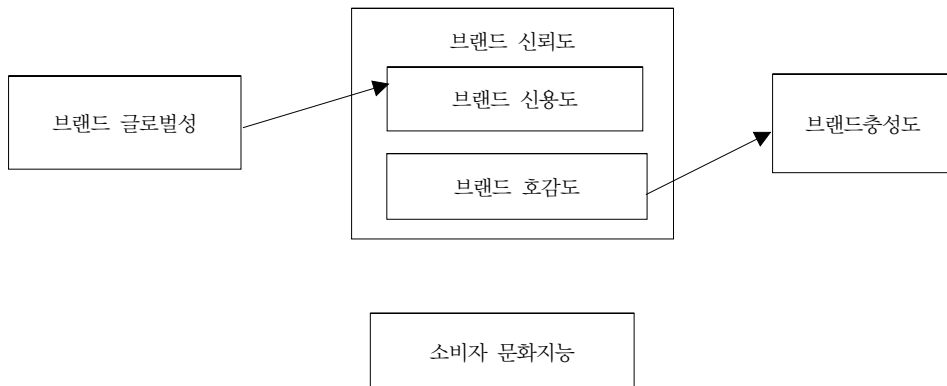 브랜드 신뢰도
브랜드 신용도
브랜드 글로벌성
브랜드충성도
브랜드 호감도
소비자 문화지능